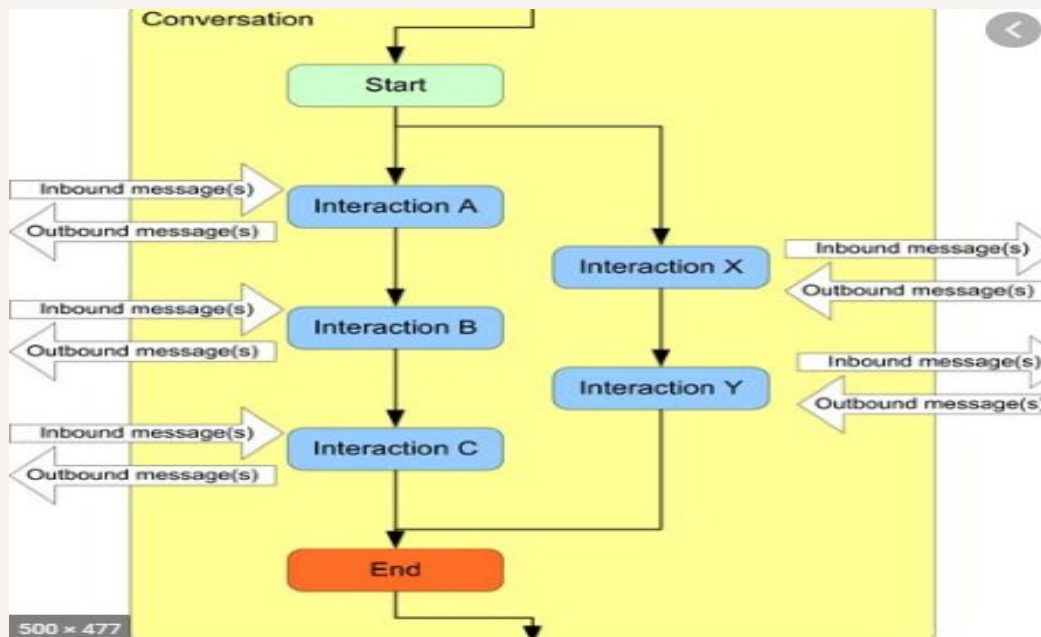 Conversation
Start
Inbound message(s)
Interaction A
Outbound message(s)
Interaction X
Inbound message(s)
Outbound message(s)
Inbound message(s)
Interaction B
Outbound message(s)
Inbound message(s)
Interaction Y
Outbound message(s)
Inbound message(s)
Interaction C
Outbound message(s)
End
500 × 477